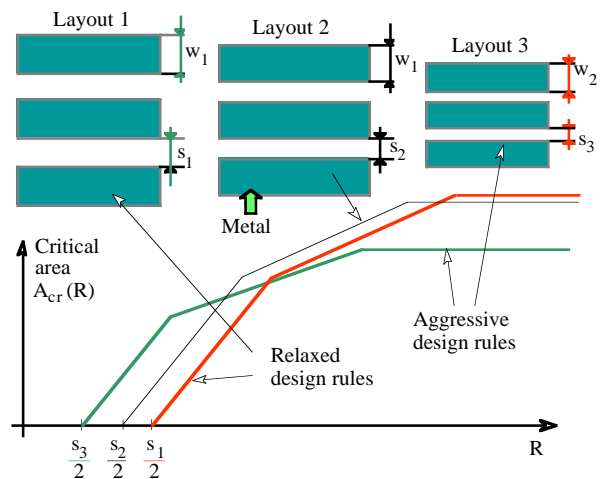 Layout 1
Layout 2
Layout 3
w1
w1
w2
s1
s2
s3
Metal
Critical
area
Acr (R)
Aggressive
design rules
Relaxed
design rules
s3
2
s2
2
s1
2
R